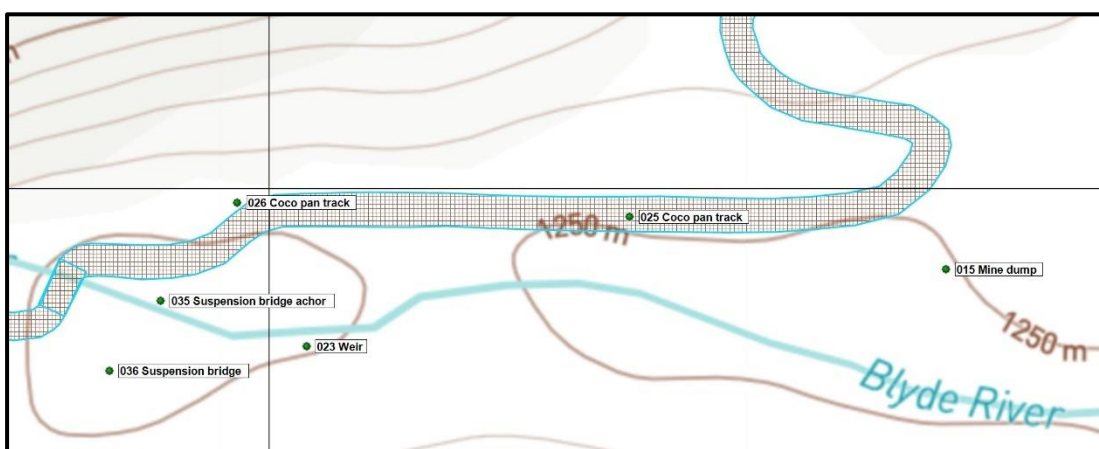 026 Coco pan track
025 Coco pan track
1250 m
015 Mine dump
035 Suspension bridge achor
1250 m
023 Weir
036 Suspension bridge
Blyde River